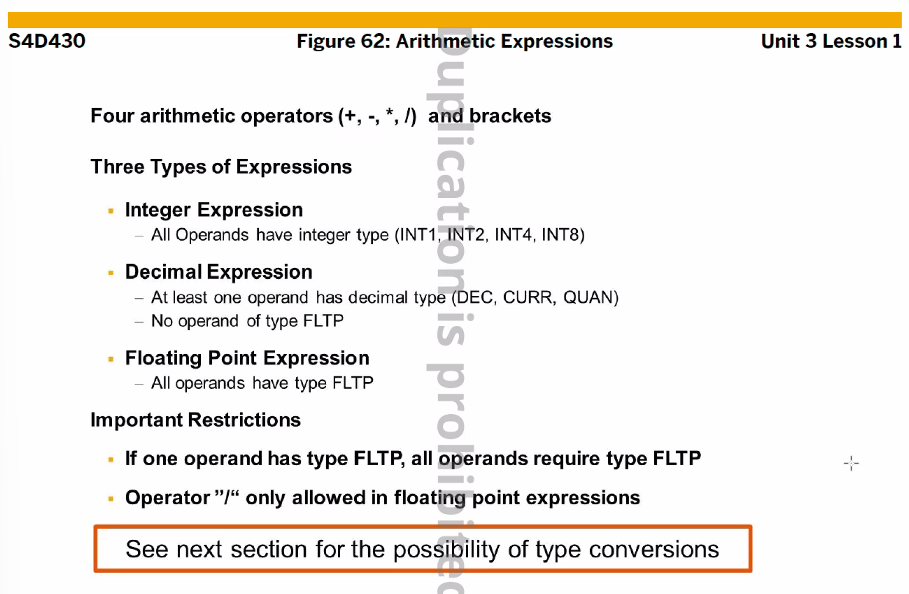 S4D430 Figure 62: Arithmetic Expressions Unit 3 Lesson 1
Four arithmetic operators (+, -, *, /) and brackets
Three Types of Expressions
▪ Integer Expression
– All Operands have integer type (INT1, INT2, INT4, INT8)
▪ Decimal Expression
– At least one operand has decimal type (DEC, CURR, QUAN)
– No operand of type FLTP
▪ Floating Point Expression
– All operands have type FLTP
Important Restrictions
▪ If one operand has type FLTP, all operands require type FLTP
▪ Operator ”/“ only allowed in floating point expressions
See next section for the possibility of type conversions
Duplication is prohibited